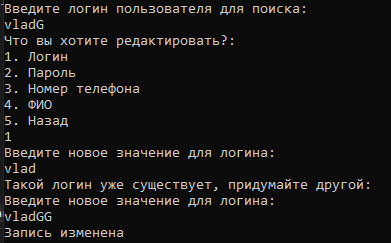 Введите логин пользователя для поиска:
vladG
Что вы хотите редактировать?:
1. Логин
2. Пароль
3. Номер телефона
4. ФИО
5. Назад
1
Введите новое значение для логина:
vlad
Такой логин уже существует, придумайте другой:
Введите новое значение для логина:
vladGG
Запись изменена